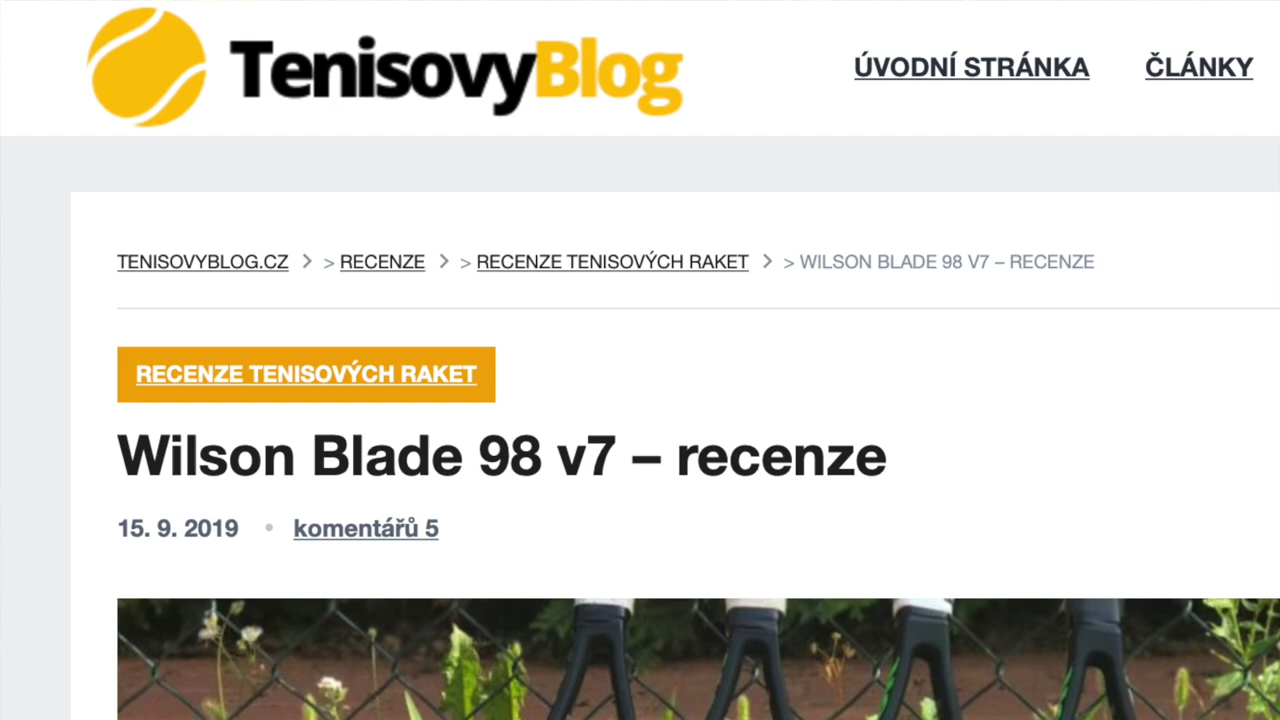 TenisovyBlog
ÚVODNÍ STRÁNKA ČLÁNKY
TENISOVYBLOG.CZ > > RECENZE > > RECENZE TENISOVÝCH RAKET > > WILSON BLADE 98 V7 – RECENZE
RECENZE TENISOVÝCH RAKET
Wilson Blade 98 v7 – recenze
15. 9. 2019 • komentářů 5